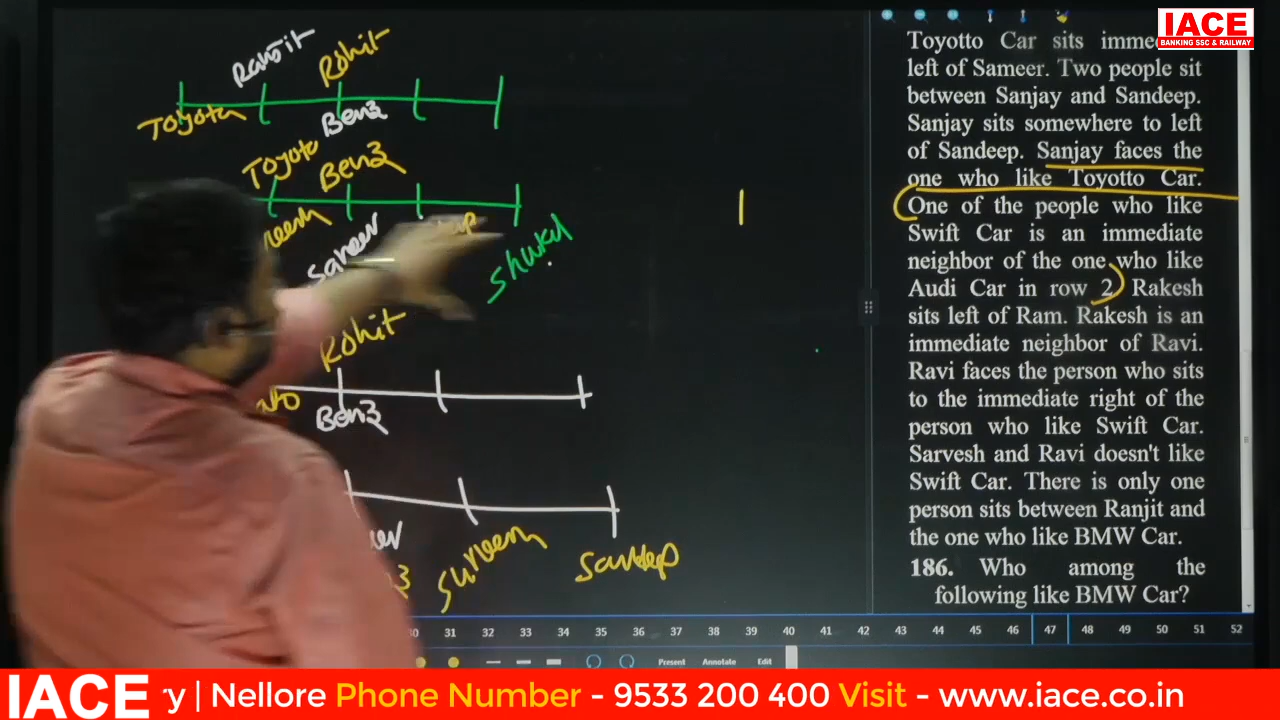 IACE
BANKING SSC & RAILWAY
Toyotto Car sits
left of Sameer. Two people sit
between Sanjay and Sandeep.
Sanjay sits somewhere to left
of Sandeep. Sanjay faces the
one who like Toyotto Car.
One of the people who like
Swift Car is an immediate
neighbor of the one who like
Audi Car in row 2. Rakesh
sits left of Ram. Rakesh is an
immediate neighbor of Ravi.
Ravi faces the person who sits
to the immediate right of the
person who like Swift Car.
Sarvesh and Ravi doesn't like
Swift Car. There is only one
person sits between Ranjit and
the one who like BMW Car.
186. Who among the
following like BMW Car?
Rohit
Toyota
Benz
Toyota Benz
Rohit
Benz
Sandeep
31 32 33 34 35 36 37 38 39 40 41 42 43 44 45 46 47 48 49 50 51 52
Present Annotate Edit
IACE
y | Nellore Phone Number - 9533 200 400 Visit - www.iace.co.in